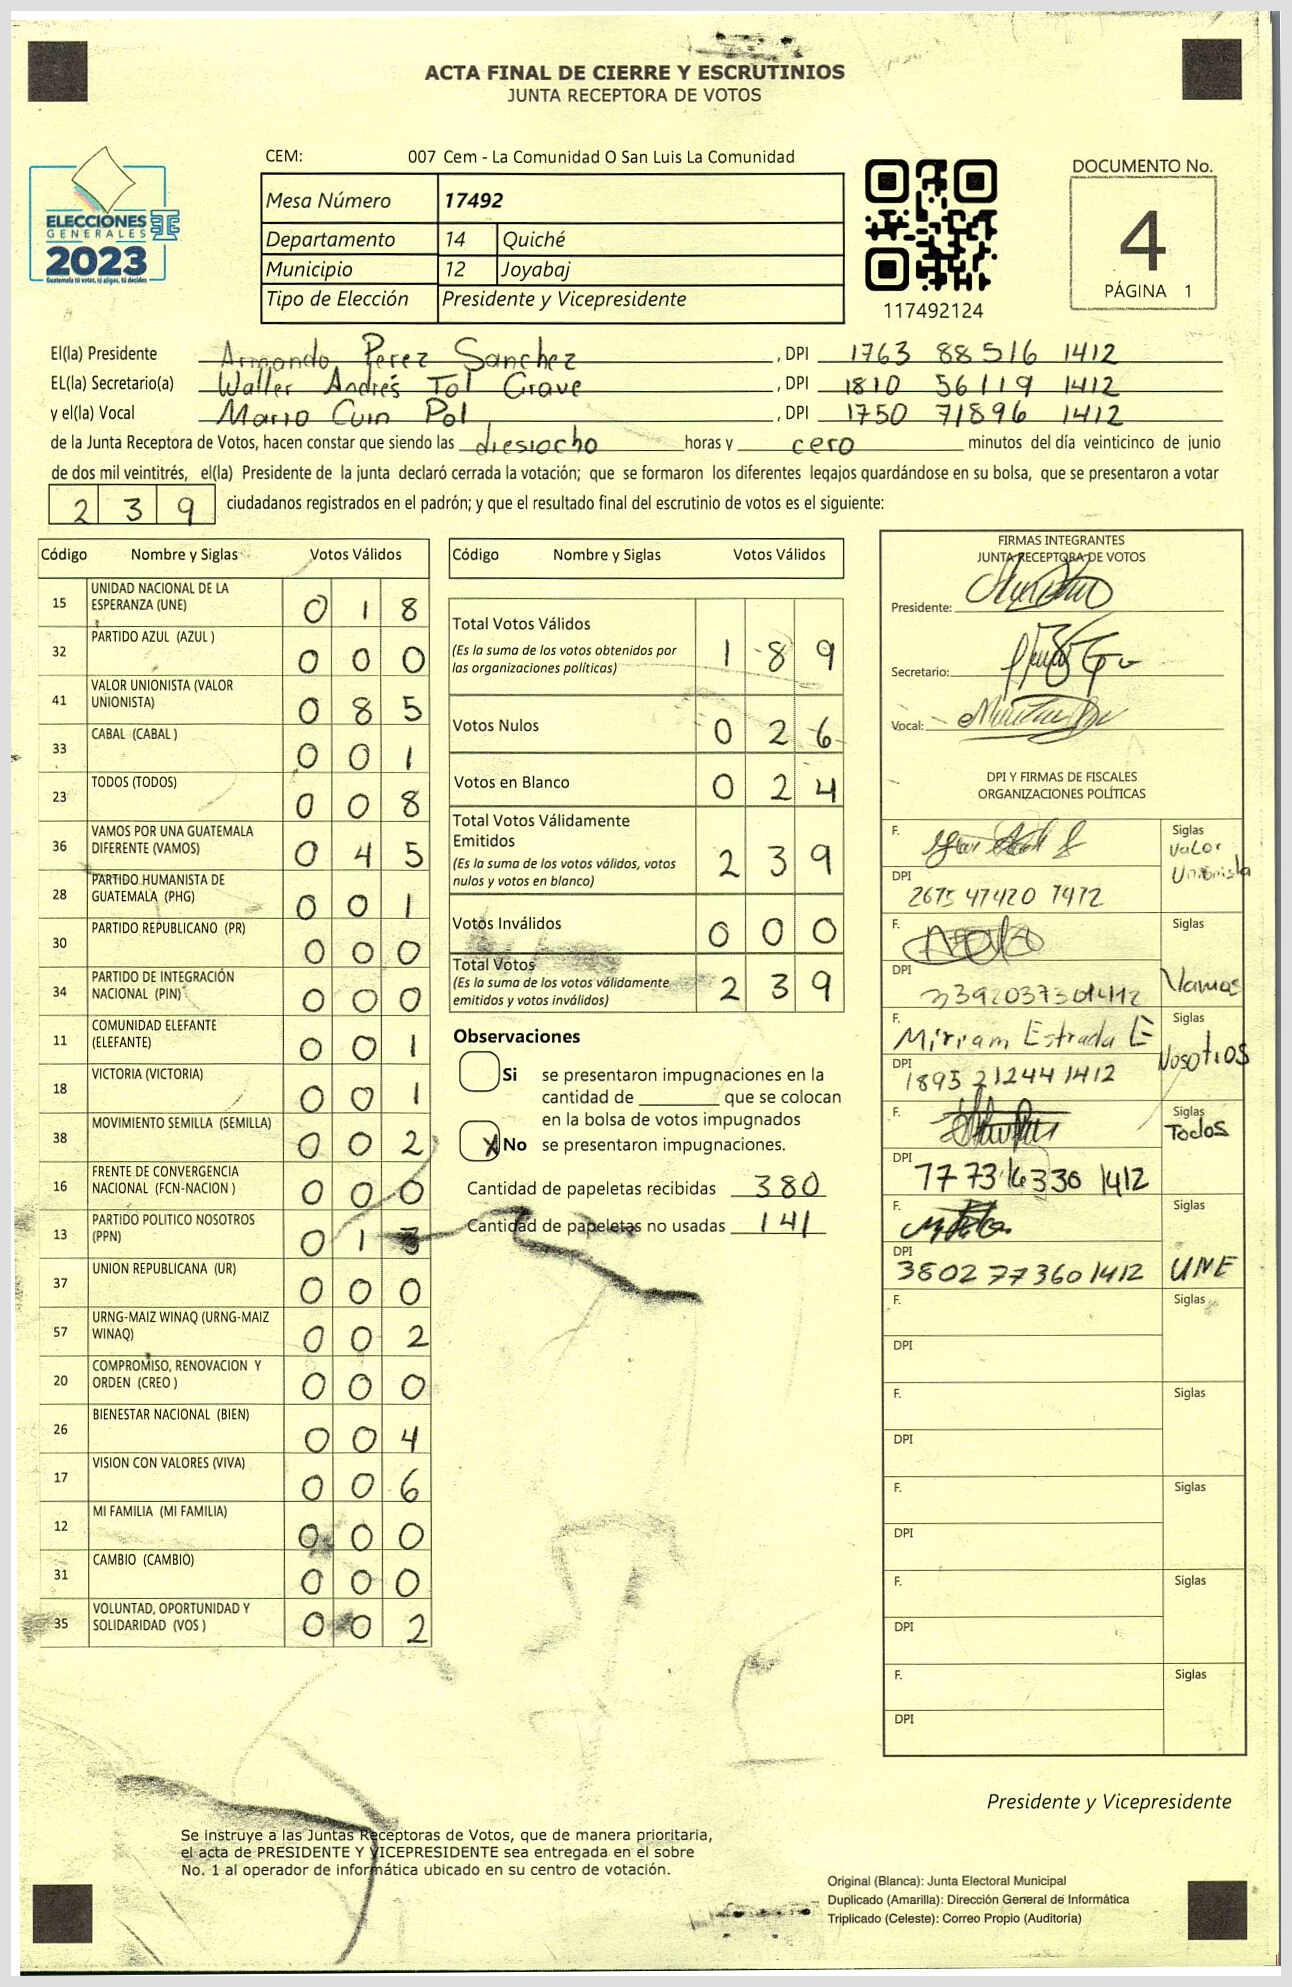 ACTA FINAL DE CIERRE Y ESCRUTINIOS
JUNTA RECEPTORA DE VOTOS
ELECCIONES
GENERALES
2023
Guatemala tú votas, tú eliges, tú decides
CEM: 007 Cem - La Comunidad O San Luis La Comunidad
Mesa Número 17492
Departamento 14 Quiché
Municipio 12 Joyabaj
Tipo de Elección Presidente y Vicepresidente
117492124
DOCUMENTO No.
4
PÁGINA 1
El(la) Presidente Armando Perez Sanchez , DPI 1763 88516 1412
EL(la) Secretario(a) Walter Andrés Tol Grave , DPI 1810 56119 1412
y el(la) Vocal Mario Cuin Pol , DPI 1750 71896 1412
de la Junta Receptora de Votos, hacen constar que siendo las diesiocho horas y cero minutos del día veinticinco de junio
de dos mil veintitrés, el(la) Presidente de la junta declaró cerrada la votación; que se formaron los diferentes legajos guardándose en su bolsa, que se presentaron a votar
2 3 9 ciudadanos registrados en el padrón; y que el resultado final del escrutinio de votos es el siguiente:
Código Nombre y Siglas Votos Válidos
15 UNIDAD NACIONAL DE LA ESPERANZA (UNE) 0 1 8
32 PARTIDO AZUL (AZUL ) 0 0 0
41 VALOR UNIONISTA (VALOR UNIONISTA) 0 8 5
33 CABAL (CABAL ) 0 0 1
23 TODOS (TODOS) 0 0 8
36 VAMOS POR UNA GUATEMALA DIFERENTE (VAMOS) 0 4 5
28 PARTIDO HUMANISTA DE GUATEMALA (PHG) 0 0 1
30 PARTIDO REPUBLICANO (PR) 0 0 0
34 PARTIDO DE INTEGRACIÓN NACIONAL (PIN) 0 0 0
11 COMUNIDAD ELEFANTE (ELEFANTE) 0 0 1
18 VICTORIA (VICTORIA) 0 0 1
38 MOVIMIENTO SEMILLA (SEMILLA) 0 0 2
16 FRENTE DE CONVERGENCIA NACIONAL (FCN-NACION ) 0 0 0
13 PARTIDO POLITICO NOSOTROS (PPN) 0 1 3
37 UNION REPUBLICANA (UR) 0 0 0
57 URNG-MAIZ WINAQ (URNG-MAIZ WINAQ) 0 0 2
20 COMPROMISO, RENOVACION Y ORDEN (CREO ) 0 0 0
26 BIENESTAR NACIONAL (BIEN) 0 0 4
17 VISION CON VALORES (VIVA) 0 0 6
12 MI FAMILIA (MI FAMILIA) 0 0 0
31 CAMBIO (CAMBIO) 0 0 0
35 VOLUNTAD, OPORTUNIDAD Y SOLIDARIDAD (VOS ) 0 0 2
Código Nombre y Siglas Votos Válidos
Total Votos Válidos 1 8 9
(Es la suma de los votos obtenidos por
las organizaciones políticas)
Votos Nulos 0 2 6
Votos en Blanco 0 2 4
Total Votos Válidamente
Emitidos 2 3 9
(Es la suma de los votos válidos, votos
nulos y votos en blanco)
Votos Inválidos 0 0 0
Total Votos 2 3 9
(Es la suma de los votos válidamente
emitidos y votos inválidos)
Observaciones
Si se presentaron impugnaciones en la
cantidad de que se colocan
en la bolsa de votos impugnados
X No se presentaron impugnaciones.
Cantidad de papeletas recibidas 380
Cantidad de papeletas no usadas 141
FIRMAS INTEGRANTES
JUNTA RECEPTORA DE VOTOS
Presidente:
Secretario:
Vocal:
DPI Y FIRMAS DE FISCALES
ORGANIZACIONES POLÍTICAS
F. Siglas
Valor
Unionista
DPI
2675 47420 1412
F. Siglas
DPI
3392037301412 Vamos
F. Siglas
Mirriam Estrada E Nosotros
DPI
1895 21244 1412
F. Siglas
Todos
DPI
1773 16330 1412
F. Siglas
DPI
3802 77360 1412 UNE
F. Siglas
DPI
F. Siglas
DPI
F. Siglas
DPI
F. Siglas
DPI
F. Siglas
DPI
Presidente y Vicepresidente
Se instruye a las Juntas Receptoras de Votos, que de manera prioritaria,
el acta de PRESIDENTE Y VICEPRESIDENTE sea entregada en el sobre
No. 1 al operador de informática ubicado en su centro de votación.
Original (Blanca): Junta Electoral Municipal
Duplicado (Amarilla): Dirección General de Informática
Triplicado (Celeste): Correo Propio (Auditoría)